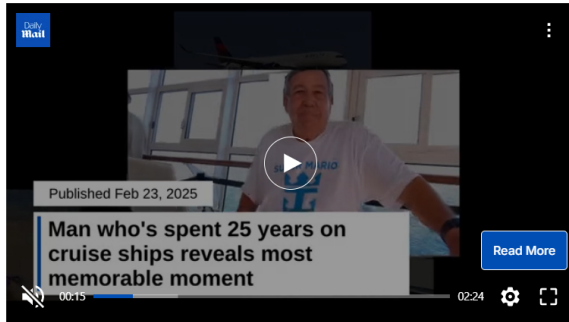 Daily
Mail
MARIO
Published Feb 23, 2025
Man who's spent 25 years on
cruise ships reveals most
memorable moment
Read More
00:15
02:24